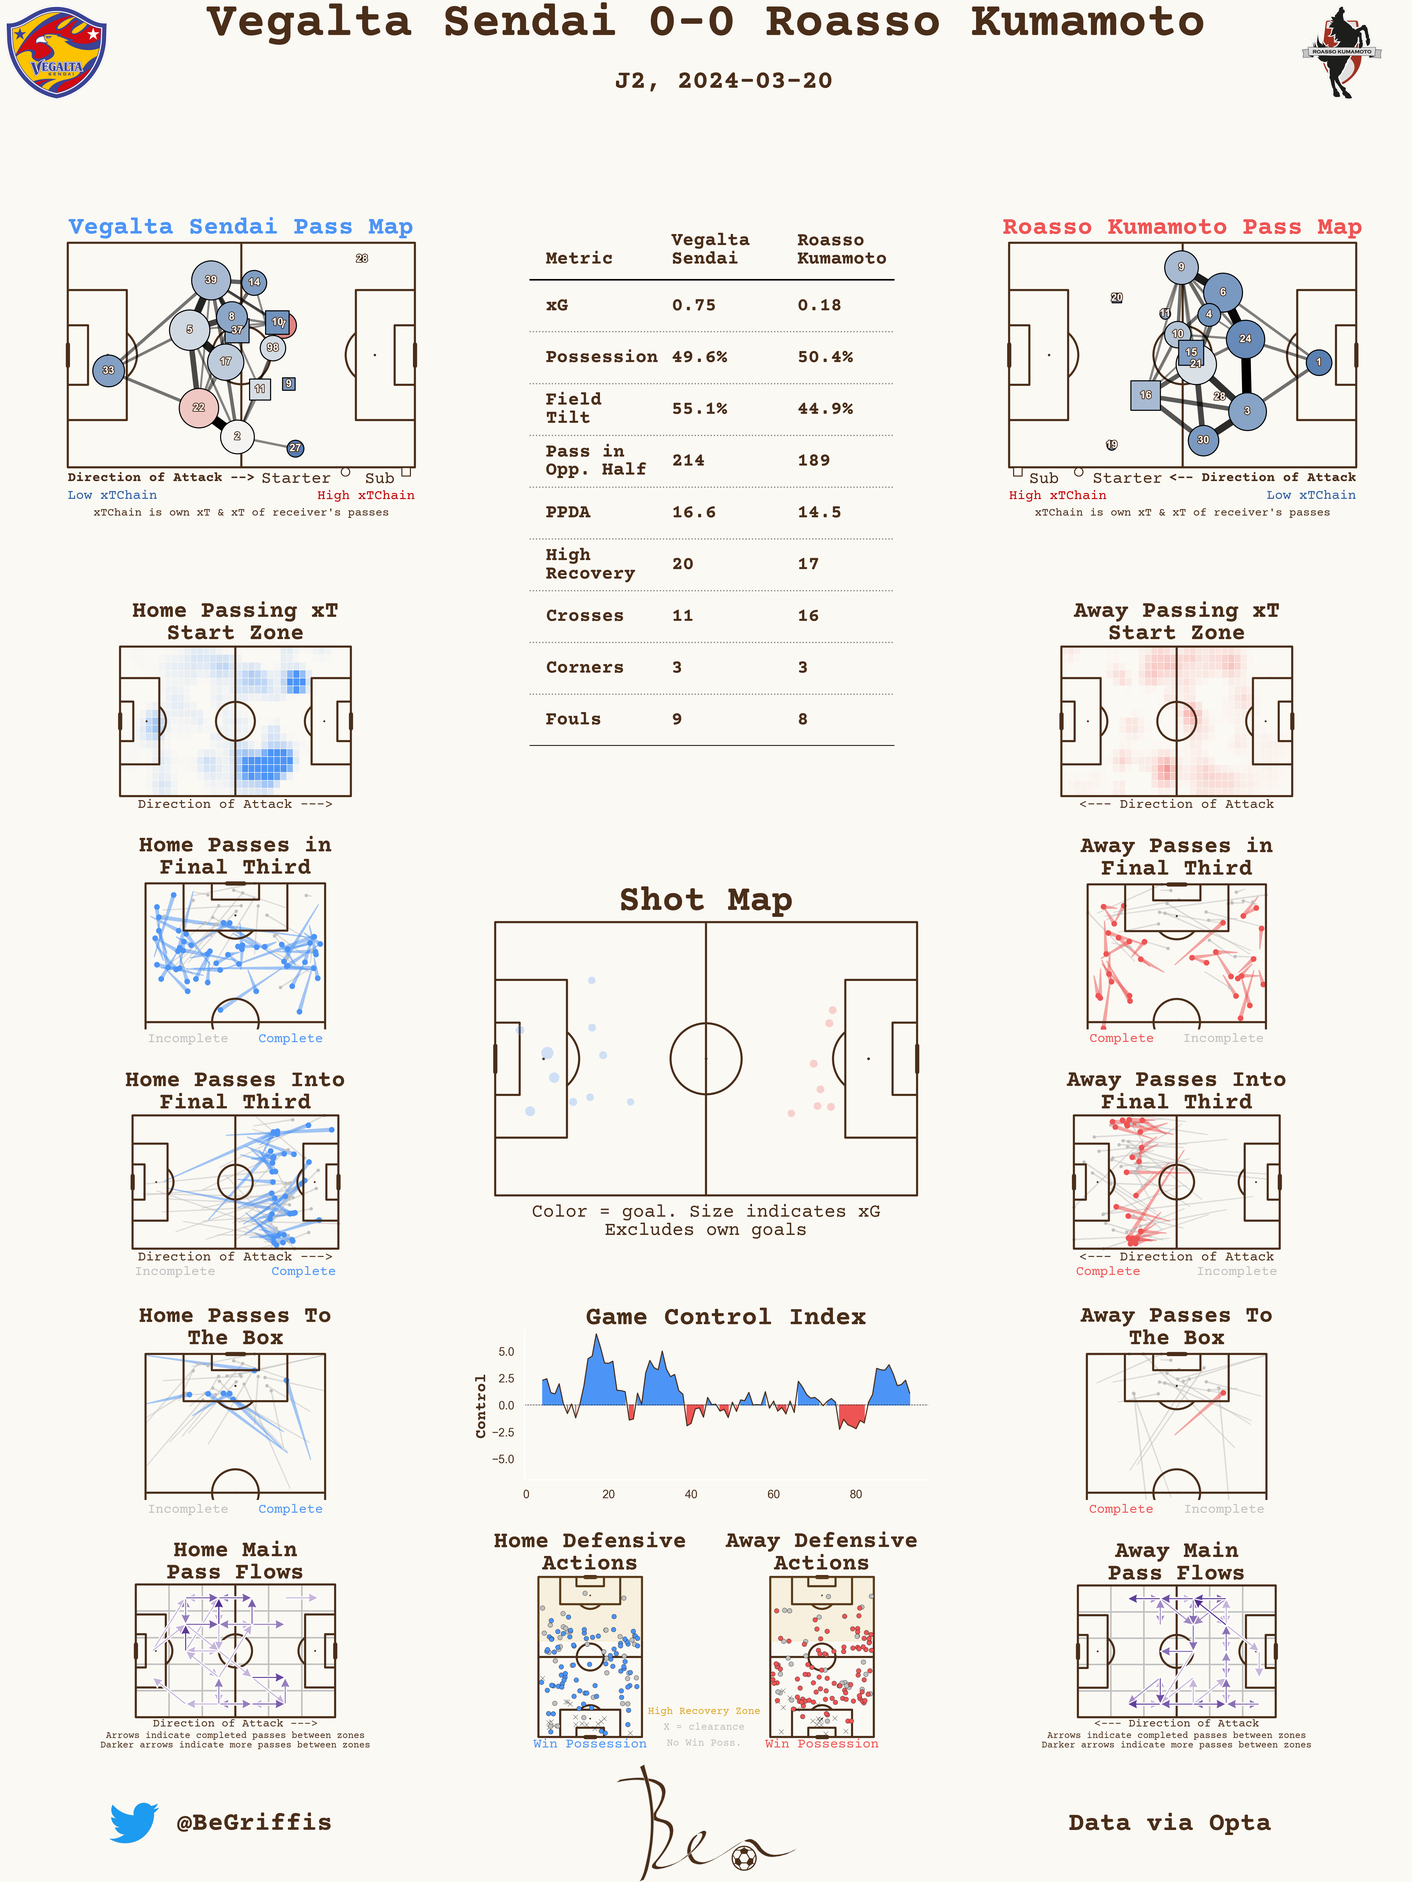 Vegalta Sendai 0-0 Roasso Kumamoto
J2, 2024-03-20
VEGALTA
SENDAI
ROASSO KUMAMOTO
Vegalta Sendai Pass Map
28
39
14
8
10
5
37
98
17
33
11
9
22
2
27
Direction of Attack --> Starter Sub
Low xTChain High xTChain
xTChain is own xT & xT of receiver's passes
Metric Vegalta Sendai Roasso Kumamoto
xG 0.75 0.18
Possession 49.6% 50.4%
Field Tilt 55.1% 44.9%
Pass in Opp. Half 214 189
PPDA 16.6 14.5
High Recovery 20 17
Crosses 11 16
Corners 3 3
Fouls 9 8
Roasso Kumamoto Pass Map
9
6
20
11
4
10
24
15
21
1
16
28
3
30
19
Sub Starter <-- Direction of Attack
High xTChain Low xTChain
xTChain is own xT & xT of receiver's passes
Home Passing xT
Start Zone
Direction of Attack --->
Away Passing xT
Start Zone
<--- Direction of Attack
Home Passes in
Final Third
Incomplete Complete
Away Passes in
Final Third
Complete Incomplete
Shot Map
Color = goal. Size indicates xG
Excludes own goals
Home Passes Into
Final Third
Direction of Attack --->
Incomplete Complete
Away Passes Into
Final Third
<--- Direction of Attack
Complete Incomplete
Home Passes To
The Box
Incomplete Complete
Game Control Index
Control
5.0
2.5
0.0
−2.5
−5.0
0 20 40 60 80
Away Passes To
The Box
Complete Incomplete
Home Main
Pass Flows
Direction of Attack --->
Arrows indicate completed passes between zones
Darker arrows indicate more passes between zones
Home Defensive
Actions
Win Possession
High Recovery Zone
X = clearance
No Win Poss.
Away Defensive
Actions
Win Possession
Away Main
Pass Flows
<--- Direction of Attack
Arrows indicate completed passes between zones
Darker arrows indicate more passes between zones
@BeGriffis
Ben
Data via Opta